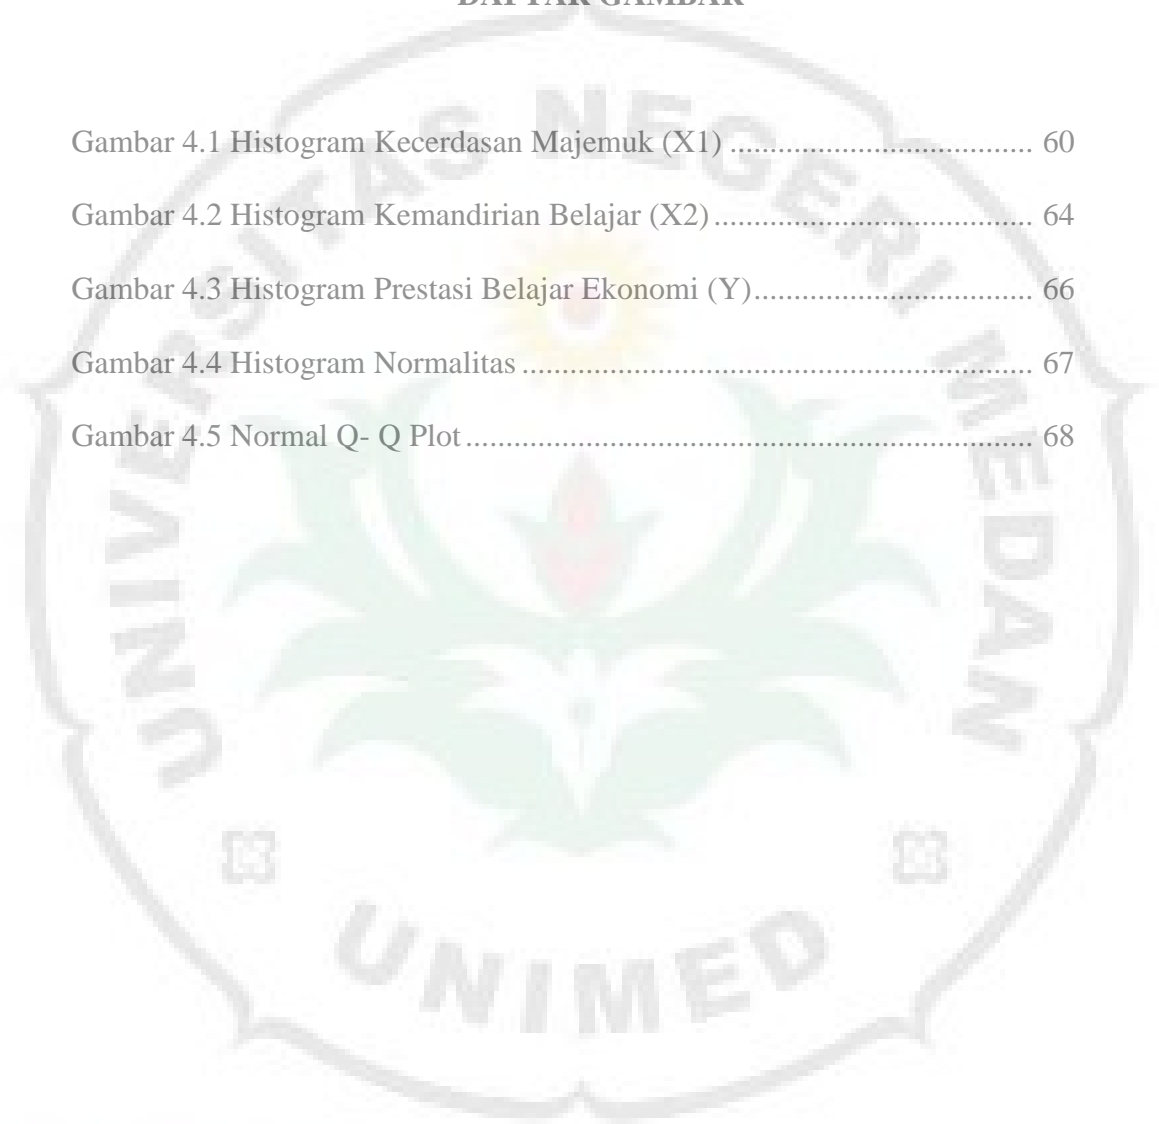 DAFTAR GAMBAR
Gambar 4.1 Histogram Kecerdasan Majemuk (X1) ...................................... 60
Gambar 4.2 Histogram Kemandirian Belajar (X2) ........................................ 64
Gambar 4.3 Histogram Prestasi Belajar Ekonomi (Y) ................................... 66
Gambar 4.4 Histogram Normalitas ................................................................ 67
Gambar 4.5 Normal Q- Q Plot ....................................................................... 68
UNIVERSITAS NEGERI MEDAN
UNIMED